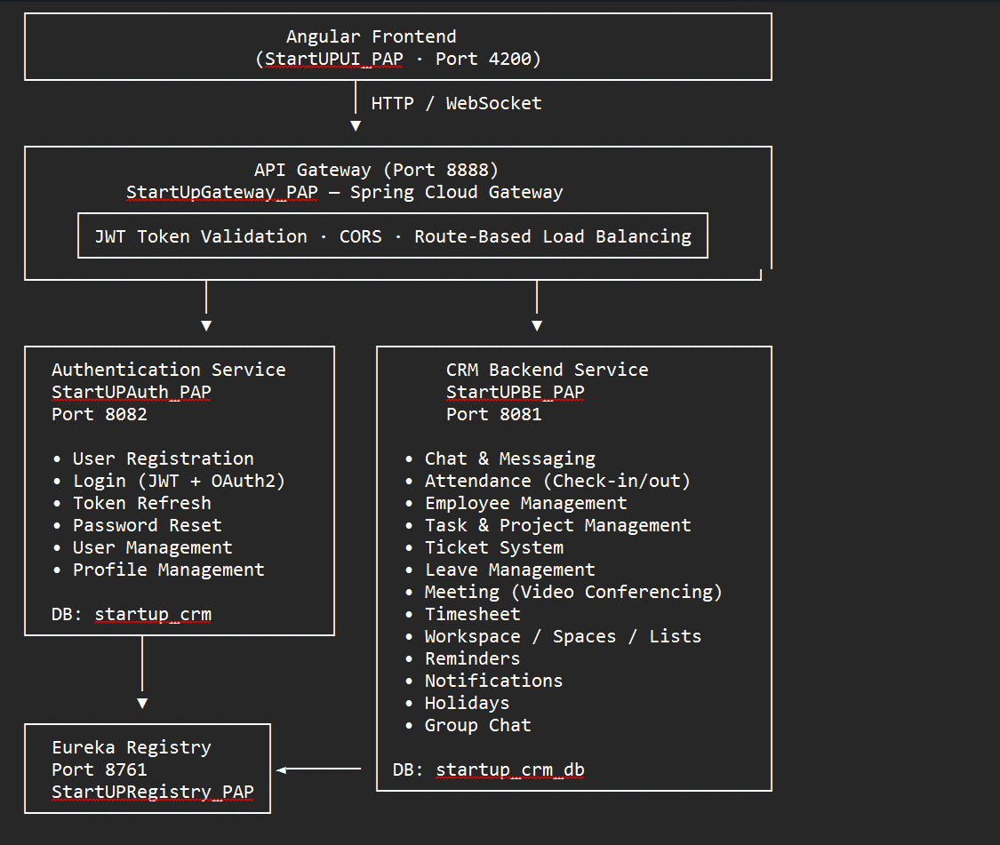 Angular Frontend
(StartUPUI_PAP · Port 4200)
HTTP / WebSocket
API Gateway (Port 8888)
StartUpGateway_PAP — Spring Cloud Gateway
JWT Token Validation · CORS · Route-Based Load Balancing
Authentication Service
StartUPAuth_PAP
Port 8082
• User Registration
• Login (JWT + OAuth2)
• Token Refresh
• Password Reset
• User Management
• Profile Management
DB: startup_crm
CRM Backend Service
StartUPBE_PAP
Port 8081
• Chat & Messaging
• Attendance (Check-in/out)
• Employee Management
• Task & Project Management
• Ticket System
• Leave Management
• Meeting (Video Conferencing)
• Timesheet
• Workspace / Spaces / Lists
• Reminders
• Notifications
• Holidays
• Group Chat
DB: startup_crm_db
Eureka Registry
Port 8761
StartUPRegistry_PAP